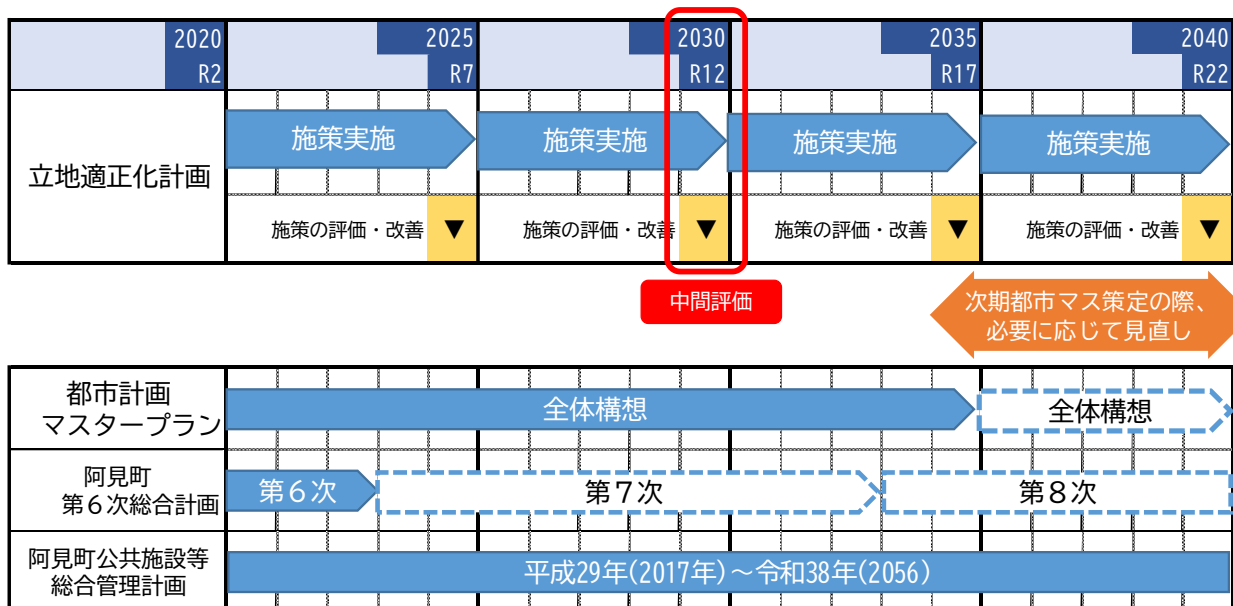 2020 2025 2030 2035 2040
R2 R7 R12 R17 R22
立地適正化計画
施策実施 施策実施 施策実施 施策実施
施策の評価・改善 ▼ 施策の評価・改善 ▼ 施策の評価・改善 ▼ 施策の評価・改善 ▼
中間評価
次期都市マス策定の際、
必要に応じて見直し
都市計画
マスタープラン
全体構想 全体構想
阿見町
第6次総合計画
第6次 第7次 第8次
阿見町公共施設等
総合管理計画
平成29年(2017年)~令和38年(2056)